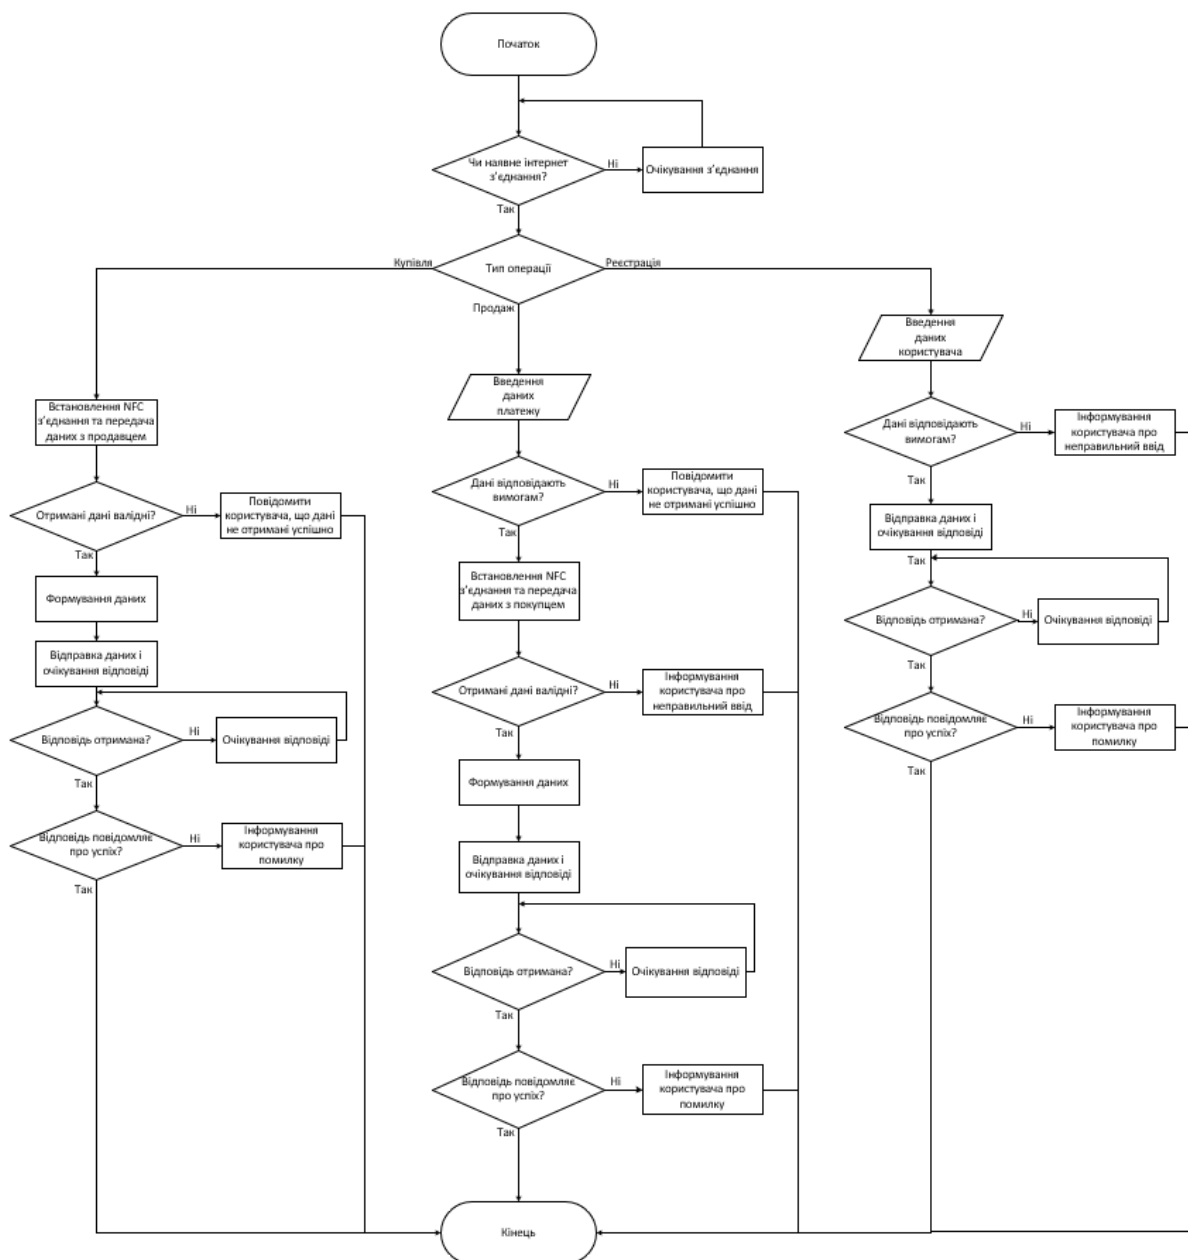 Початок
Чи наявне інтернет
з’єднання?
Ні
Очікування з’єднання
Так
Купівля
Тип операції
Реєстрація
Продаж
Встановлення NFC
з’єднання та передача
даних з продавцем
Отримані дані валідні?
Ні
Повідомити
користувача, що дані
не отримані успішно
Так
Формування даних
Відправка даних і
очікування відповіді
Відповідь отримана?
Ні
Очікування відповіді
Так
Відповідь повідомляє
про успіх?
Ні
Інформування
користувача про
помилку
Так
Введення
даних
платежу
Дані відповідають
вимогам?
Ні
Повідомити
користувача, що дані
не отримані успішно
Так
Встановлення NFC
з’єднання та передача
даних з покупцем
Отримані дані валідні?
Ні
Інформування
користувача про
неправильний ввід
Так
Формування даних
Відправка даних і
очікування відповіді
Відповідь отримана?
Ні
Очікування відповіді
Так
Відповідь повідомляє
про успіх?
Ні
Інформування
користувача про
помилку
Так
Введення
даних
користувача
Дані відповідають
вимогам?
Ні
Інформування
користувача про
неправильний ввід
Так
Відправка даних і
очікування відповіді
Так
Відповідь отримана?
Ні
Очікування відповіді
Так
Відповідь повідомляє
про успіх?
Ні
Інформування
користувача про
помилку
Так
Кінець